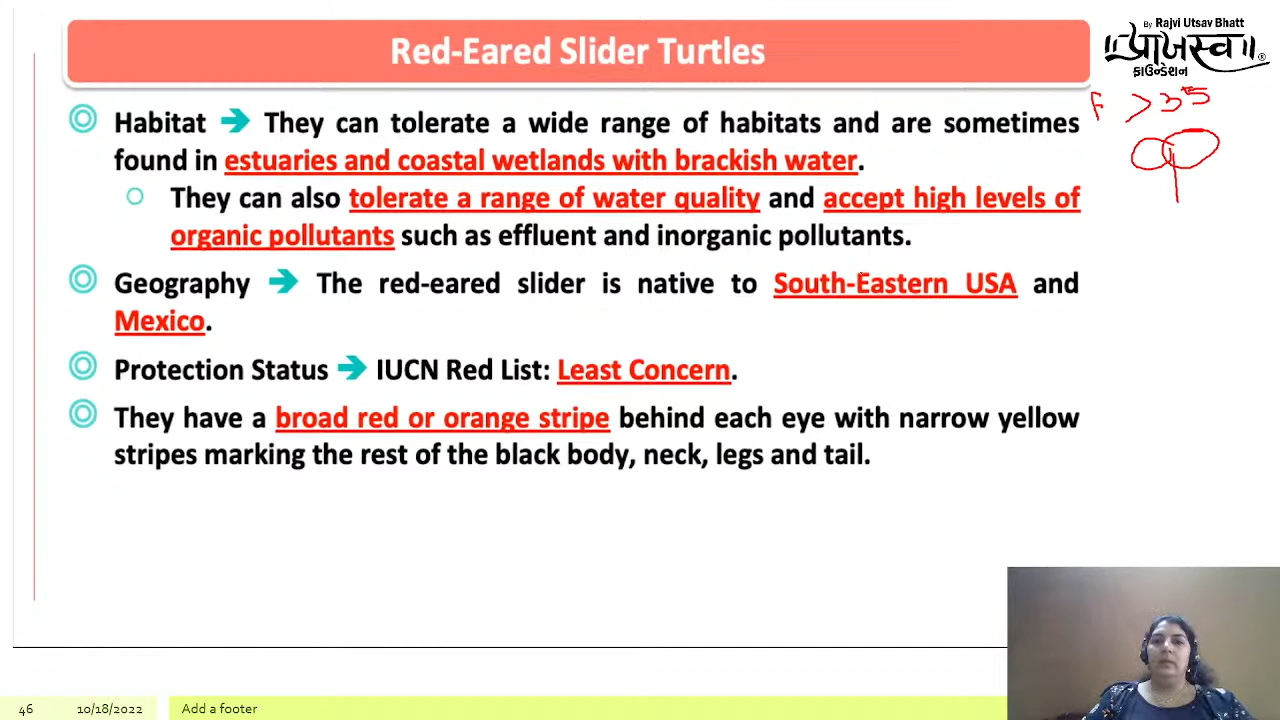 Red-Eared Slider Turtles
By Rajvi Utsav Bhatt
॥प्राजस्व॥
ફાઉન્ડેશન
F > 35
Habitat ➔ They can tolerate a wide range of habitats and are sometimes
found in estuaries and coastal wetlands with brackish water.
They can also tolerate a range of water quality and accept high levels of
organic pollutants such as effluent and inorganic pollutants.
Geography ➔ The red-eared slider is native to South-Eastern USA and
Mexico.
Protection Status ➔ IUCN Red List: Least Concern.
They have a broad red or orange stripe behind each eye with narrow yellow
stripes marking the rest of the black body, neck, legs and tail.
46
10/18/2022
Add a footer